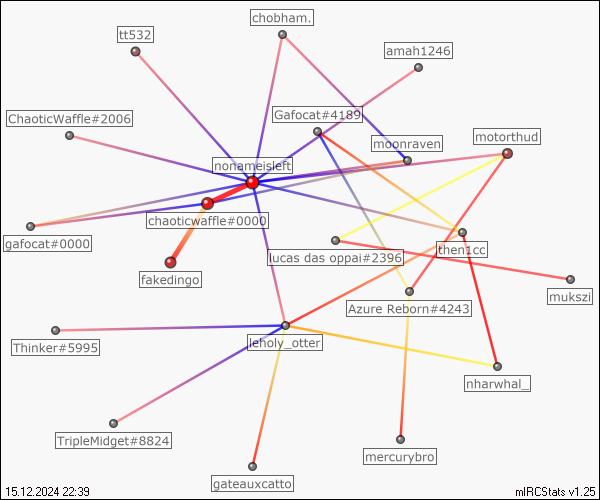 chobham.
tt532
amah1246
Gafocat#4189
ChaoticWaffle#2006
motorthud
moonraven
nonameisleft
chaoticwaffle#0000
gafocat#0000
then1cc
lucas das oppai#2396
fakedingo
mukszi
Azure Reborn#4243
leholy_otter
Thinker#5995
nharwhal_
TripleMidget#8824
mercurybro
gateauxcatto
15.12.2024 22:39
mIRCStats v1.25